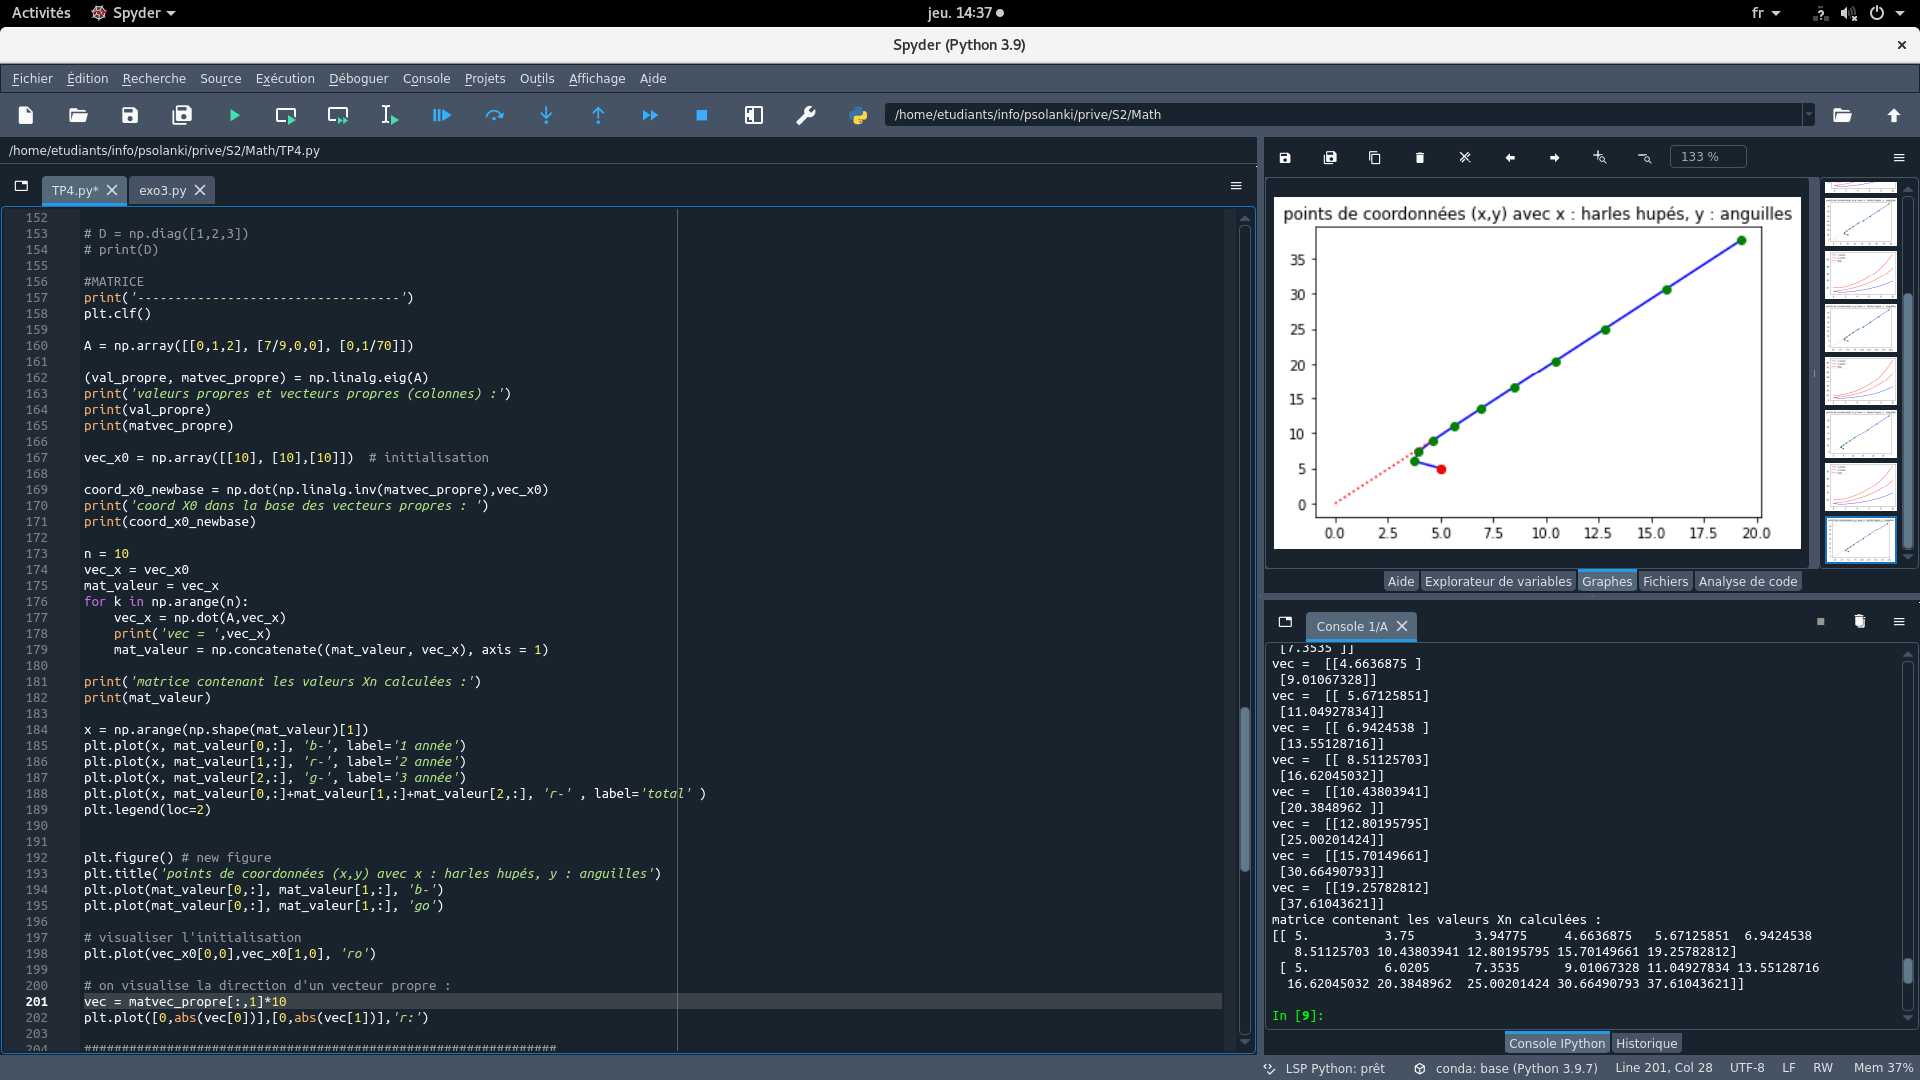 Activités
Spyder
jeu. 14:37
fr
Spyder (Python 3.9)
Fichier Édition Recherche Source Exécution Déboguer Console Projets Outils Affichage Aide
/home/etudiants/info/psolanki/prive/S2/Math
/home/etudiants/info/psolanki/prive/S2/Math/TP4.py
TP4.py*
exo3.py
152
153 # D = np.diag([1,2,3])
154 # print(D)
155
156 #MATRICE
157 print('-----------------------------------')
158 plt.clf()
159
160 A = np.array([[0,1,2], [7/9,0,0], [0,1/70]])
161
162 (val_propre, matvec_propre) = np.linalg.eig(A)
163 print('valeurs propres et vecteurs propres (colonnes) :')
164 print(val_propre)
165 print(matvec_propre)
166
167 vec_x0 = np.array([[10], [10],[10]])  # initialisation
168
169 coord_x0_newbase = np.dot(np.linalg.inv(matvec_propre),vec_x0)
170 print('coord X0 dans la base des vecteurs propres : ')
171 print(coord_x0_newbase)
172
173 n = 10
174 vec_x = vec_x0
175 mat_valeur = vec_x
176 for k in np.arange(n):
177     vec_x = np.dot(A,vec_x)
178     print('vec = ',vec_x)
179     mat_valeur = np.concatenate((mat_valeur, vec_x), axis = 1)
180
181 print('matrice contenant les valeurs Xn calculées :')
182 print(mat_valeur)
183
184 x = np.arange(np.shape(mat_valeur)[1])
185 plt.plot(x, mat_valeur[0,:], 'b-', label='1 année')
186 plt.plot(x, mat_valeur[1,:], 'r-', label='2 année')
187 plt.plot(x, mat_valeur[2,:], 'g-', label='3 année')
188 plt.plot(x, mat_valeur[0,:]+mat_valeur[1,:]+mat_valeur[2,:], 'r-' , label='total' )
189 plt.legend(loc=2)
190
191
192 plt.figure() # new figure
193 plt.title('points de coordonnées (x,y) avec x : harles hupés, y : anguilles')
194 plt.plot(mat_valeur[0,:], mat_valeur[1,:], 'b-')
195 plt.plot(mat_valeur[0,:], mat_valeur[1,:], 'go')
196
197 # visualiser l'initialisation
198 plt.plot(vec_x0[0,0],vec_x0[1,0], 'ro')
199
200 # on visualise la direction d'un vecteur propre :
201 vec = matvec_propre[:,1]*10
202 plt.plot([0,abs(vec[0])],[0,abs(vec[1])],'r:')
203
204 ###############################################################
133 %
points de coordonnées (x,y) avec x : harles hupés, y : anguilles
35
30
25
20
15
10
5
0
0.0 2.5 5.0 7.5 10.0 12.5 15.0 17.5 20.0
Aide Explorateur de variables Graphes Fichiers Analyse de code
Console 1/A
[7.3535 ]]
vec =  [[4.6636875 ]
[9.01067328]]
vec =  [[ 5.67125851]
[11.04927834]]
vec =  [[ 6.9424538 ]
[13.55128716]]
vec =  [[ 8.51125703]
[16.62045032]]
vec =  [[10.43803941]
[20.3848962 ]]
vec =  [[12.80195795]
[25.00201424]]
vec =  [[15.70149661]
[30.66490793]]
vec =  [[19.25782812]
[37.61043621]]
matrice contenant les valeurs Xn calculées :
[[ 5. 3.75 3.94775 4.6636875 5.67125851 6.9424538
8.51125703 10.43803941 12.80195795 15.70149661 19.25782812]
[ 5. 6.0205 7.3535 9.01067328 11.04927834 13.55128716
16.62045032 20.3848962 25.00201424 30.66490793 37.61043621]]
In [9]:
Console IPython Historique
LSP Python: prêt conda: base (Python 3.9.7) Line 201, Col 28 UTF-8 LF RW Mem 37%